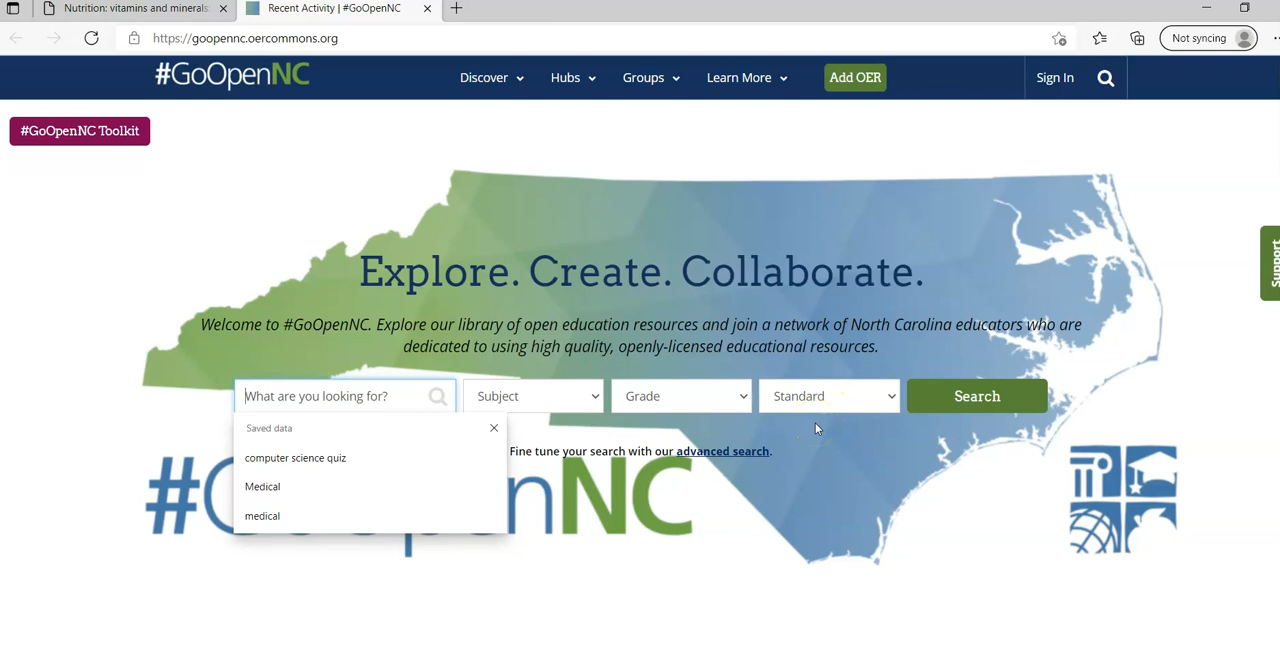 Nutrition: vitamins and minerals
Recent Activity | #GoOpenNC
https://goopennc.oercommons.org
Not syncing
#GoOpenNC
Discover
Hubs
Groups
Learn More
Add OER
Sign In
#GoOpenNC Toolkit
Support
Explore. Create. Collaborate.
Welcome to #GoOpenNC. Explore our library of open education resources and join a network of North Carolina educators who are
dedicated to using high quality, openly-licensed educational resources.
What are you looking for?
Subject
Grade
Standard
Search
Saved data
computer science quiz
Medical
medical
Fine tune your search with our advanced search.